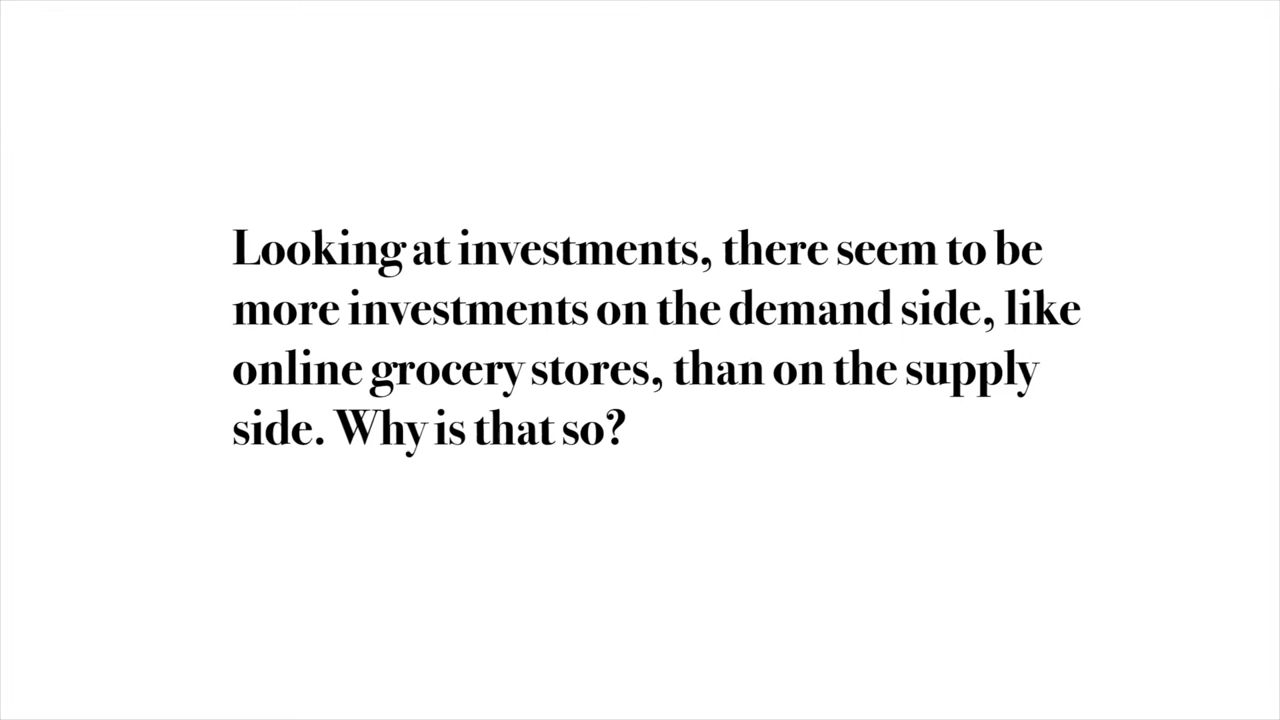 Looking at investments, there seem to be
more investments on the demand side, like
online grocery stores, than on the supply
side. Why is that so?